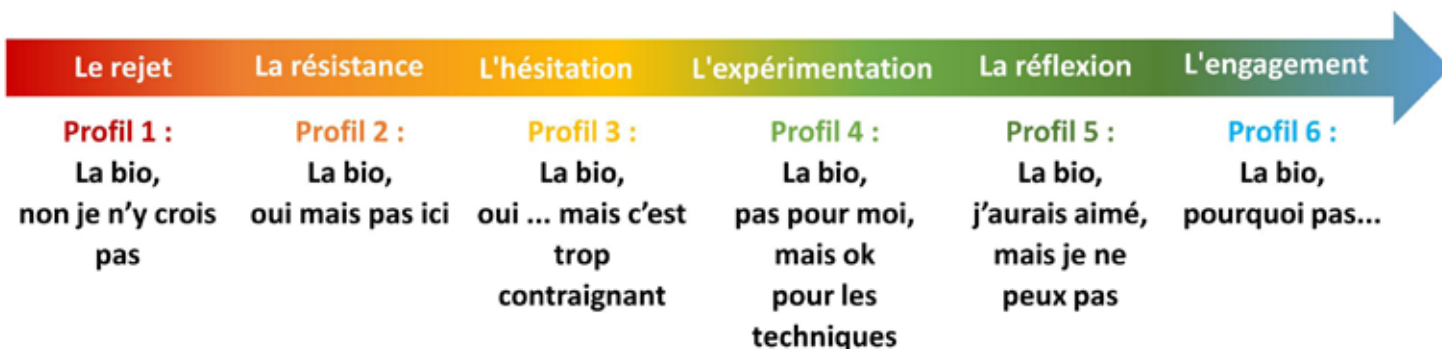 Le rejet
La résistance
L'hésitation
L'expérimentation
La réflexion
L'engagement
Profil 1 :
La bio,
non je n'y crois
pas
Profil 2 :
La bio,
oui mais pas ici
Profil 3 :
La bio,
oui ... mais c'est
trop
contraignant
Profil 4 :
La bio,
pas pour moi,
mais ok
pour les
techniques
Profil 5 :
La bio,
j'aurais aimé,
mais je ne
peux pas
Profil 6 :
La bio,
pourquoi pas...